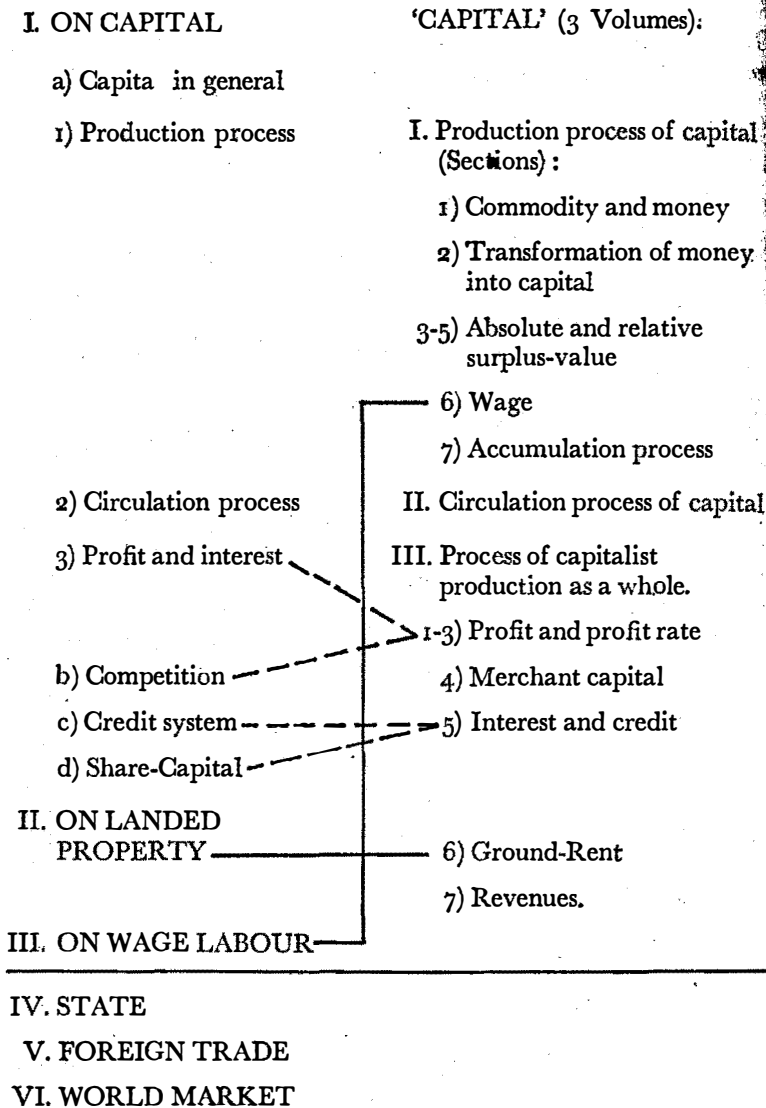 I. ON CAPITAL
a) Capita in general
1) Production process
2) Circulation process
3) Profit and interest
b) Competition
c) Credit system
d) Share-Capital
II. ON LANDED
PROPERTY
III. ON WAGE LABOUR
'CAPITAL' (3 Volumes):
I. Production process of capital
(Sections):
1) Commodity and money
2) Transformation of money
into capital
3-5) Absolute and relative
surplus-value
6) Wage
7) Accumulation process
II. Circulation process of capital
III. Process of capitalist
production as a whole.
1-3) Profit and profit rate
4) Merchant capital
5) Interest and credit
6) Ground-Rent
7) Revenues.
IV. STATE
V. FOREIGN TRADE
VI. WORLD MARKET